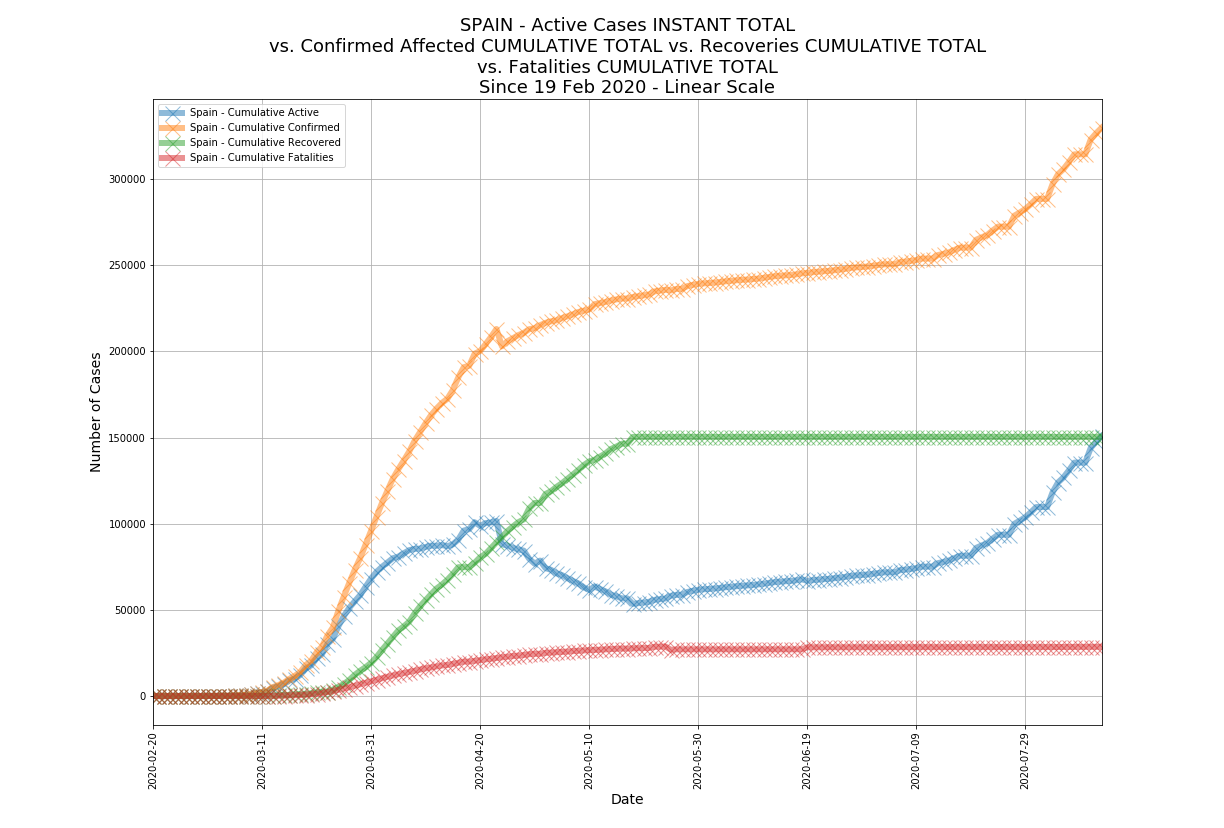 SPAIN - Active Cases INSTANT TOTAL
vs. Confirmed Affected CUMULATIVE TOTAL vs. Recoveries CUMULATIVE TOTAL
vs. Fatalities CUMULATIVE TOTAL
Since 19 Feb 2020 - Linear Scale
Spain - Cumulative Active
Spain - Cumulative Confirmed
Spain - Cumulative Recovered
Spain - Cumulative Fatalities
300000
250000
200000
150000
100000
50000
0
Number of Cases
2020-02-20
2020-03-11
2020-03-31
2020-04-20
2020-05-10
2020-05-30
2020-06-19
2020-07-09
2020-07-29
Date